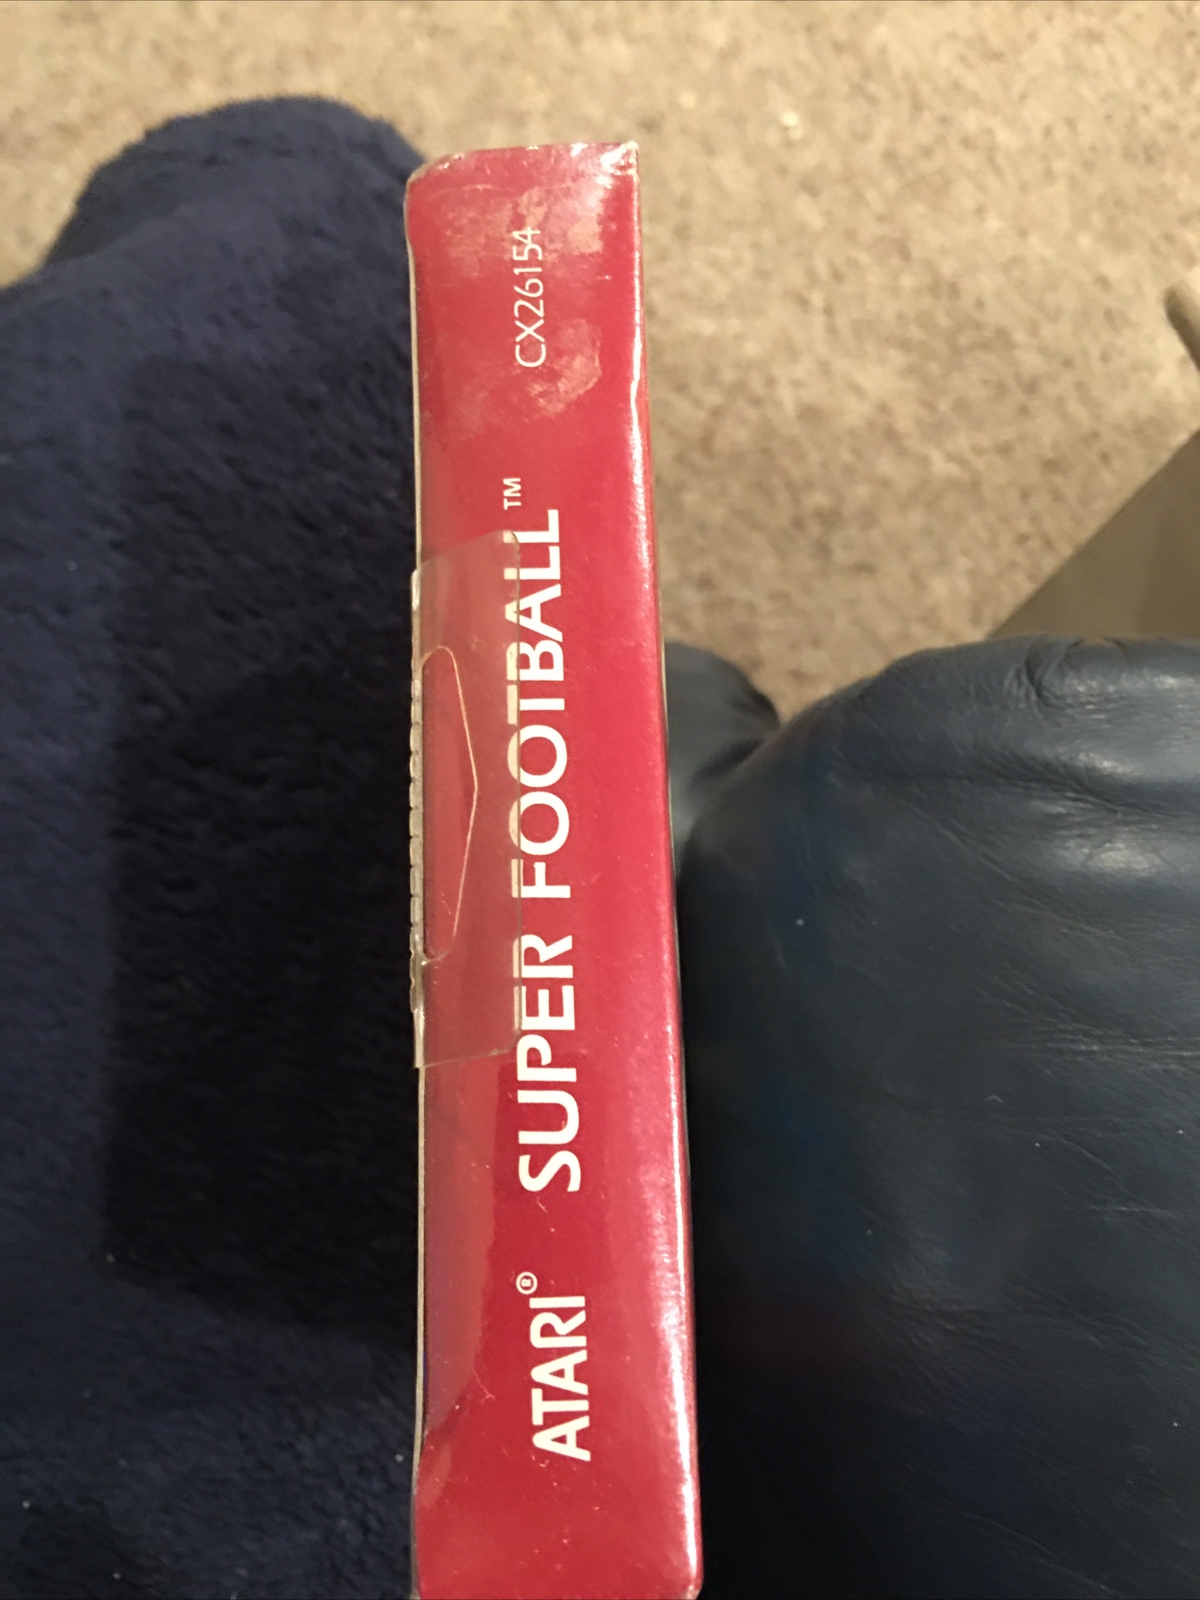 ATARI® SUPER FOOTBALL™ CX26154